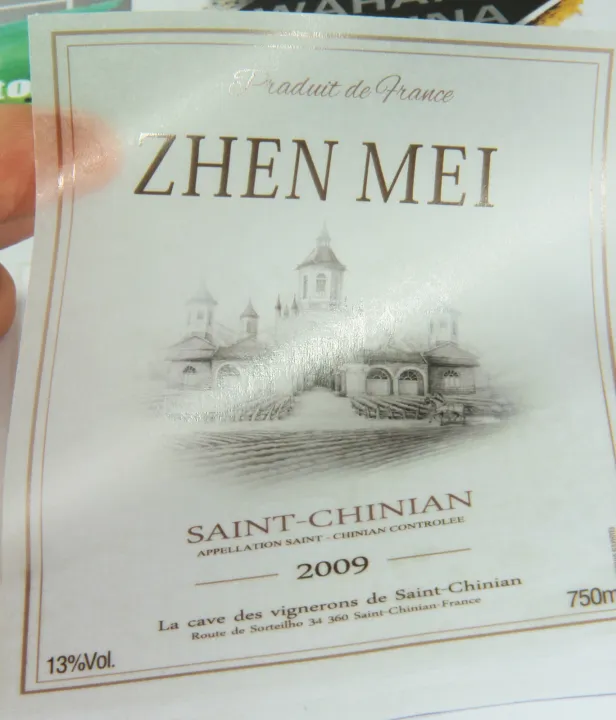 Produit de France
ZHEN MEI
SAINT-CHINIAN
APPELLATION SAINT - CHINIAN CONTROLEE
2009
La cave des vignerons de Saint-Chinian
Route de Sorteilho 34 360 Saint-Chinian-France
13%Vol.
750m